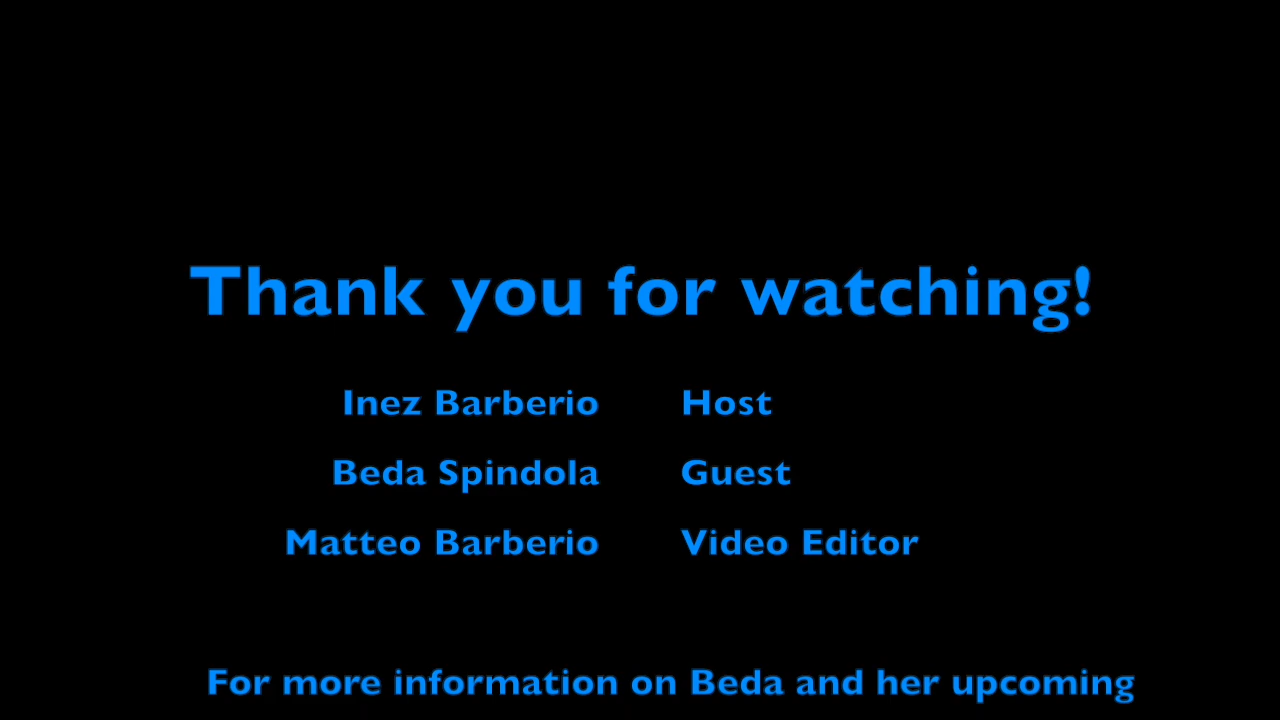 Thank you for watching!
Inez Barberio Host
Beda Spindola Guest
Matteo Barberio Video Editor
For more information on Beda and her upcoming